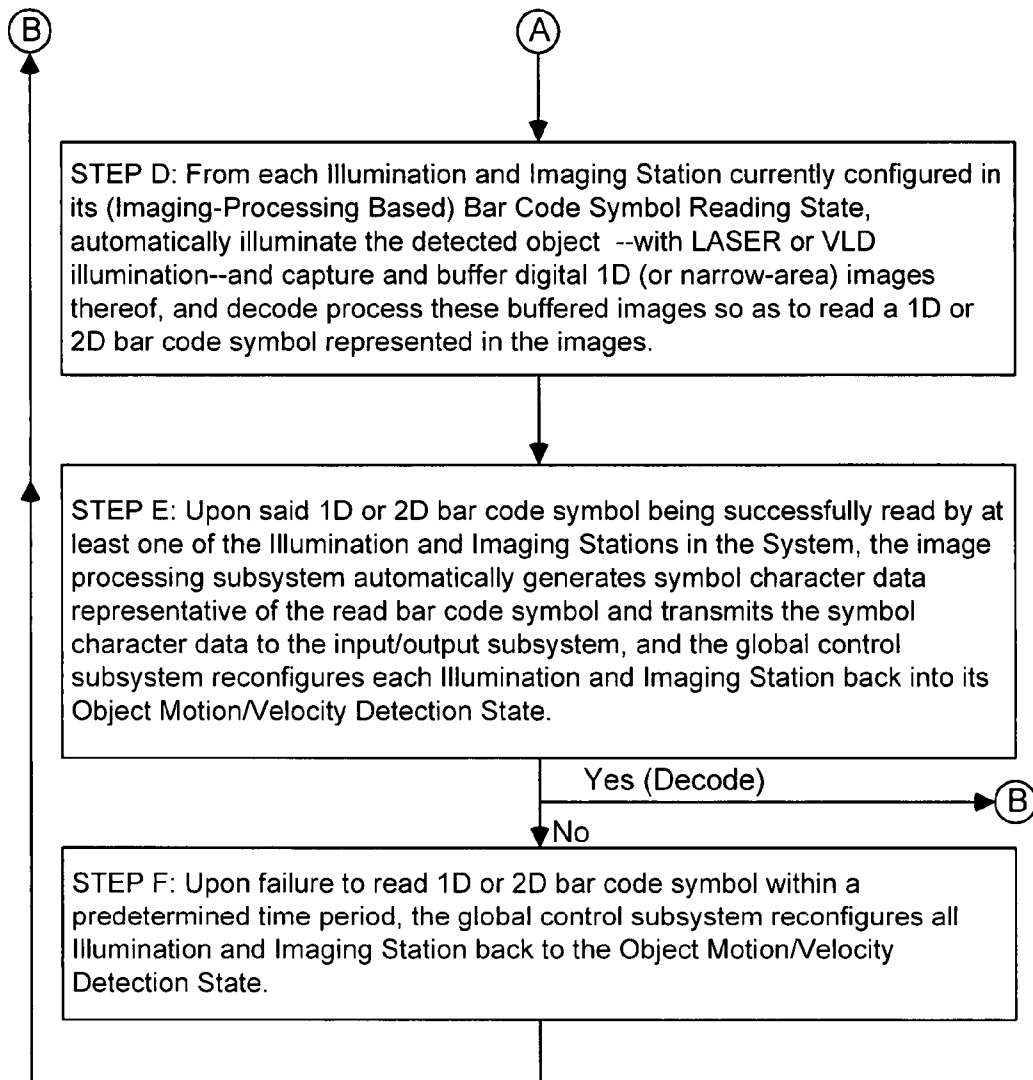 B
A
STEP D: From each Illumination and Imaging Station currently configured in
its (Imaging-Processing Based) Bar Code Symbol Reading State,
automatically illuminate the detected object --with LASER or VLD
illumination--and capture and buffer digital 1D (or narrow-area) images
thereof, and decode process these buffered images so as to read a 1D or
2D bar code symbol represented in the images.
STEP E: Upon said 1D or 2D bar code symbol being successfully read by at
least one of the Illumination and Imaging Stations in the System, the image
processing subsystem automatically generates symbol character data
representative of the read bar code symbol and transmits the symbol
character data to the input/output subsystem, and the global control
subsystem reconfigures each Illumination and Imaging Station back into its
Object Motion/Velocity Detection State.
Yes (Decode)
B
No
STEP F: Upon failure to read 1D or 2D bar code symbol within a
predetermined time period, the global control subsystem reconfigures all
Illumination and Imaging Station back to the Object Motion/Velocity
Detection State.